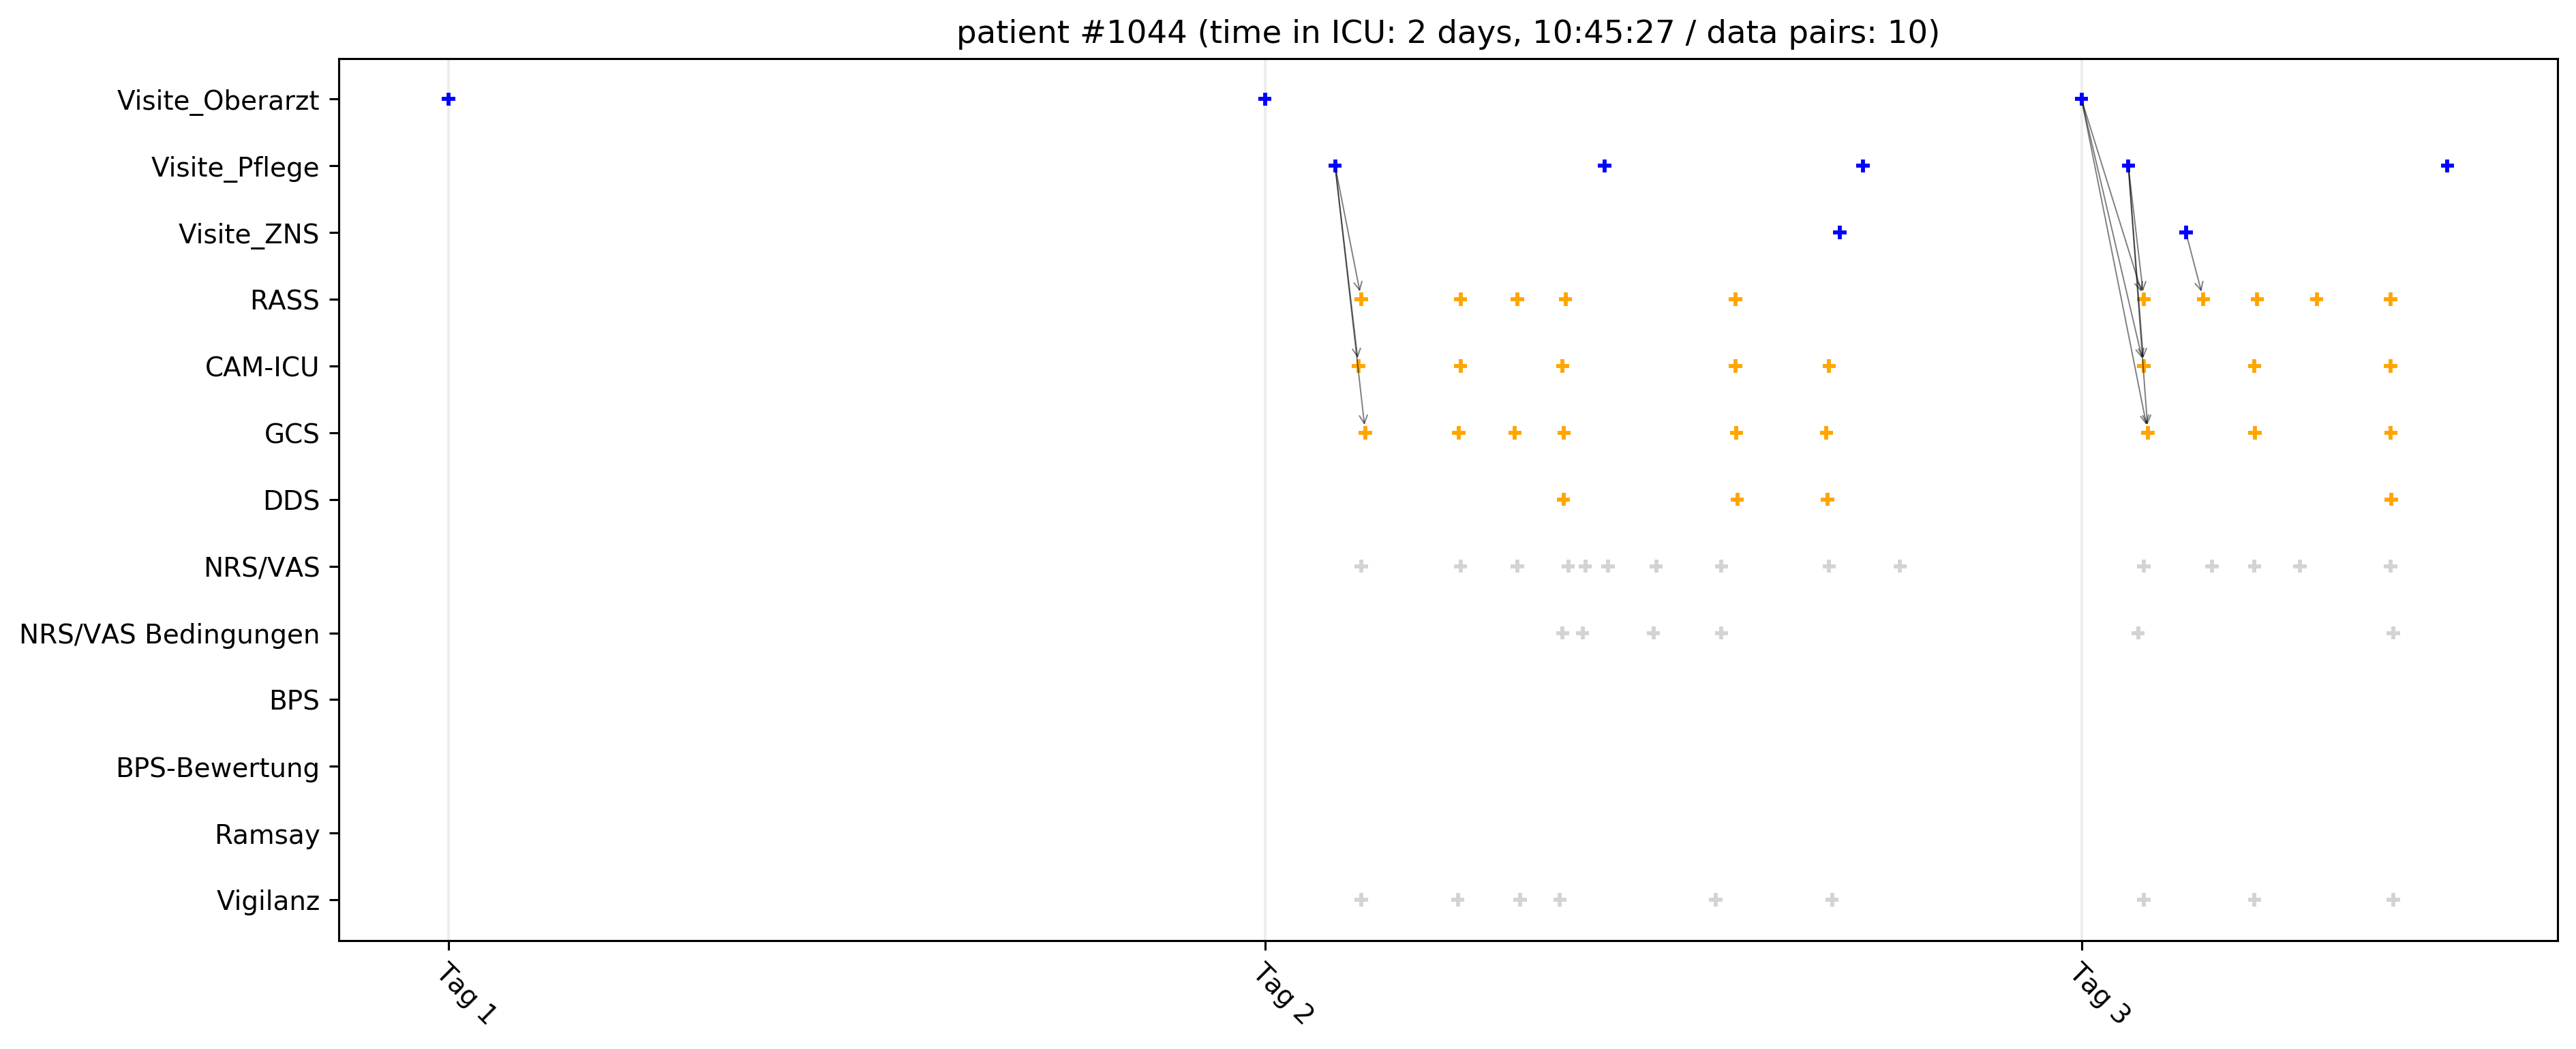 patient #1044 (time in ICU: 2 days, 10:45:27 / data pairs: 10)
Visite_Oberarzt
Visite_Pflege
Visite_ZNS
RASS
CAM-ICU
GCS
DDS
NRS/VAS
NRS/VAS Bedingungen
BPS
BPS-Bewertung
Ramsay
Vigilanz
Tag 1
Tag 2
Tag 3